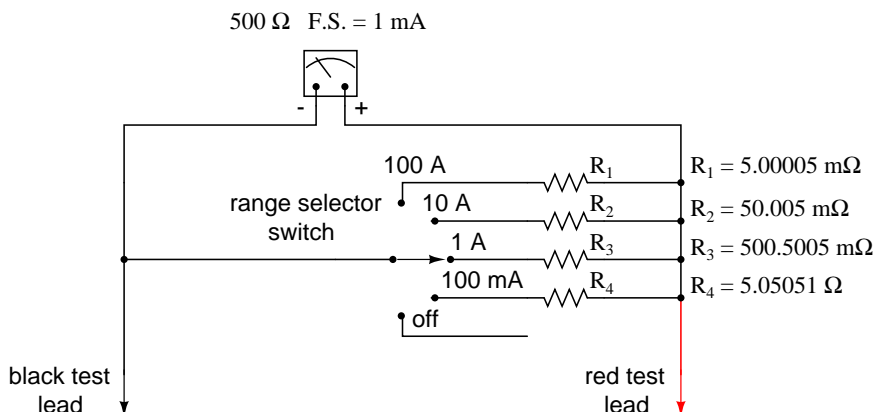 500 Ω F.S. = 1 mA
- +
100 A R₁ R₁ = 5.00005 mΩ
range selector 10 A R₂ R₂ = 50.005 mΩ
switch 1 A R₃ R₃ = 500.5005 mΩ
100 mA R₄ R₄ = 5.05051 Ω
off
black test red test
lead lead